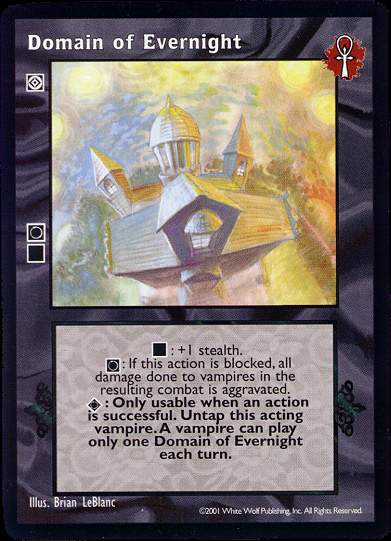 Domain of Evernight
: +1 stealth.
: If this action is blocked, all
damage done to vampires in the
resulting combat is aggravated.
: Only usable when an action
is successful. Untap this acting
vampire. A vampire can play
only one Domain of Evernight
each turn.
Illus. Brian LeBlanc
©2001 White Wolf Publishing, Inc. All Rights Reserved.